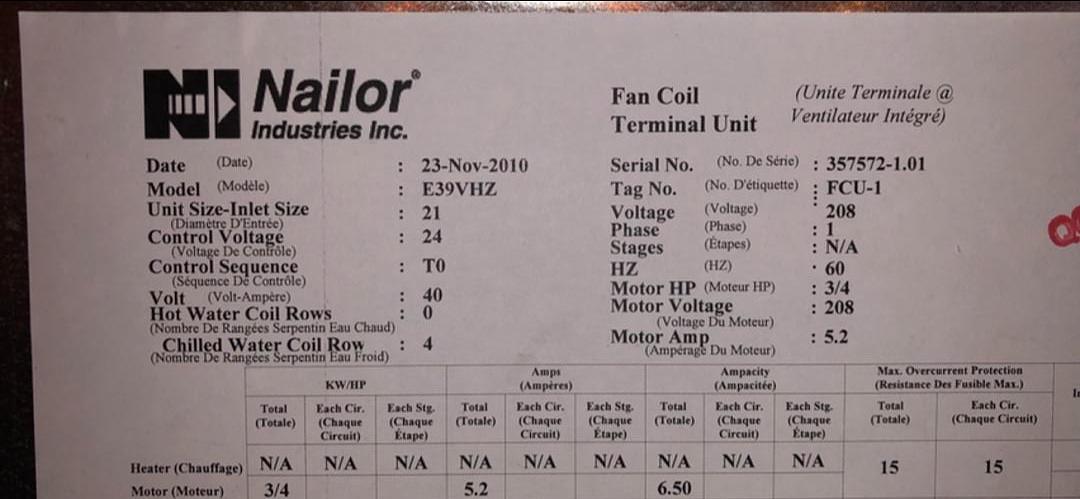 Nailor®
Industries Inc.
Fan Coil (Unite Terminale @
Terminal Unit Ventilateur Intégré)
Date (Date) : 23-Nov-2010
Model (Modèle) : E39VHZ
Unit Size-Inlet Size : 21
(Diamètre D'Entrée)
Control Voltage : 24
(Voltage De Contrôle)
Control Sequence : T0
(Séquence De Contrôle)
Volt (Volt-Ampère) : 40
Hot Water Coil Rows : 0
(Nombre De Rangées Serpentin Eau Chaud)
Chilled Water Coil Row : 4
(Nombre De Rangées Serpentin Eau Froid)
Serial No. (No. De Série) : 357572-1.01
Tag No. (No. D'étiquette) : FCU-1
Voltage (Voltage) : 208
Phase (Phase) : 1
Stages (Étapes) : N/A
HZ (HZ) : 60
Motor HP (Moteur HP) : 3/4
Motor Voltage : 208
(Voltage Du Moteur)
Motor Amp : 5.2
(Ampérage Du Moteur)
KW/HP Amps (Ampères) Ampacity (Ampacitée) Max. Overcurrent Protection (Resistance Des Fusible Max.)
Total (Totale) Each Cir. (Chaque Circuit) Each Stg. (Chaque Étape) Total (Totale) Each Cir. (Chaque Circuit) Each Stg. (Chaque Étape) Total (Totale) Each Cir. (Chaque Circuit) Each Stg. (Chaque Étape) Total (Totale) Each Cir. (Chaque Circuit)
Heater (Chauffage) N/A N/A N/A N/A N/A N/A N/A N/A N/A 15 15
Motor (Moteur) 3/4 5.2 6.50